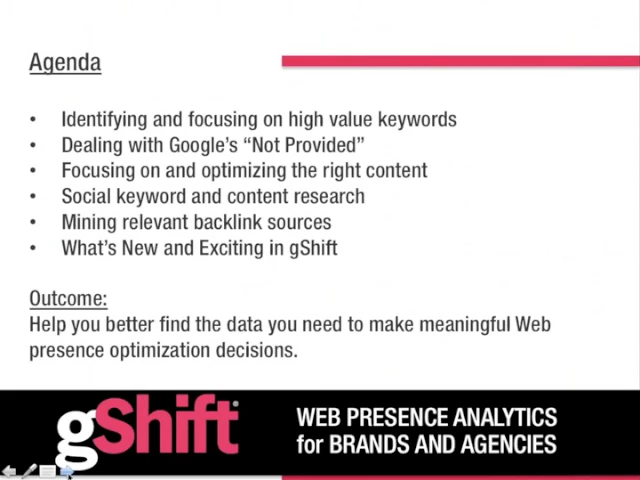 Agenda
• Identifying and focusing on high value keywords
• Dealing with Google's “Not Provided”
• Focusing on and optimizing the right content
• Social keyword and content research
• Mining relevant backlink sources
• What's New and Exciting in gShift
Outcome:
Help you better find the data you need to make meaningful Web
presence optimization decisions.
gShift®
WEB PRESENCE ANALYTICS
for BRANDS AND AGENCIES